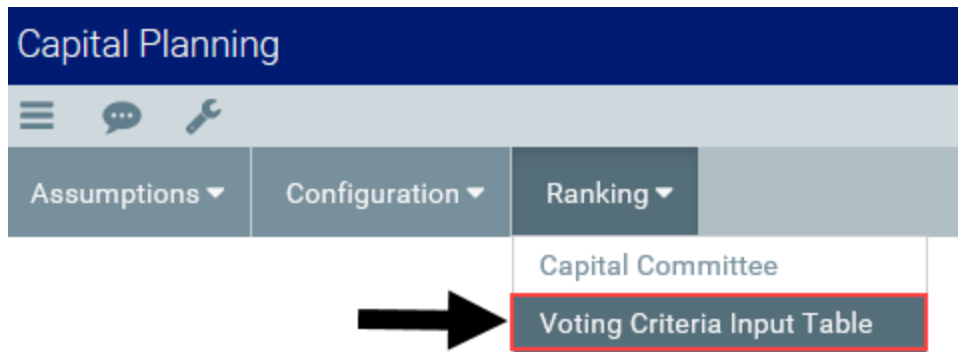 Capital Planning
Assumptions
Configuration
Ranking
Capital Committee
Voting Criteria Input Table